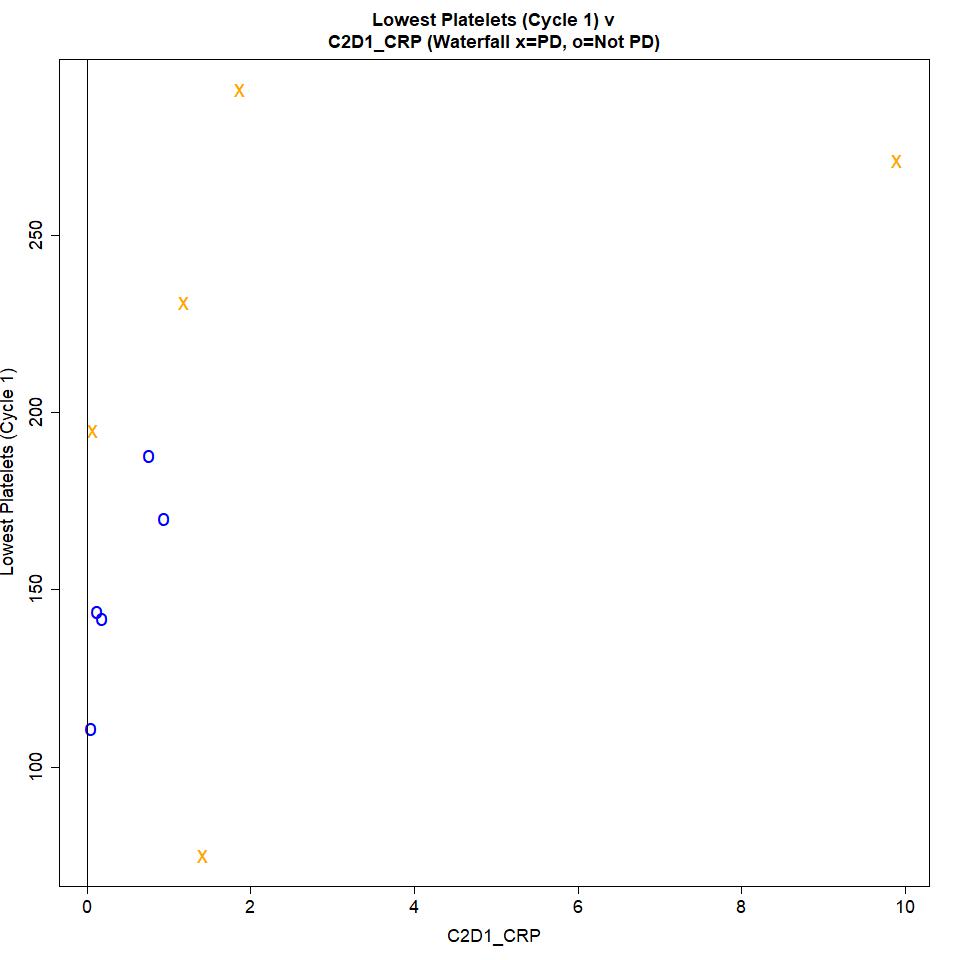 Lowest Platelets (Cycle 1) v
C2D1_CRP (Waterfall x=PD, o=Not PD)
X
X
250
X
200
X
O
O
Lowest Platelets (Cycle 1)
150
O
O
O
100
X
0 2 4 6 8 10
C2D1_CRP